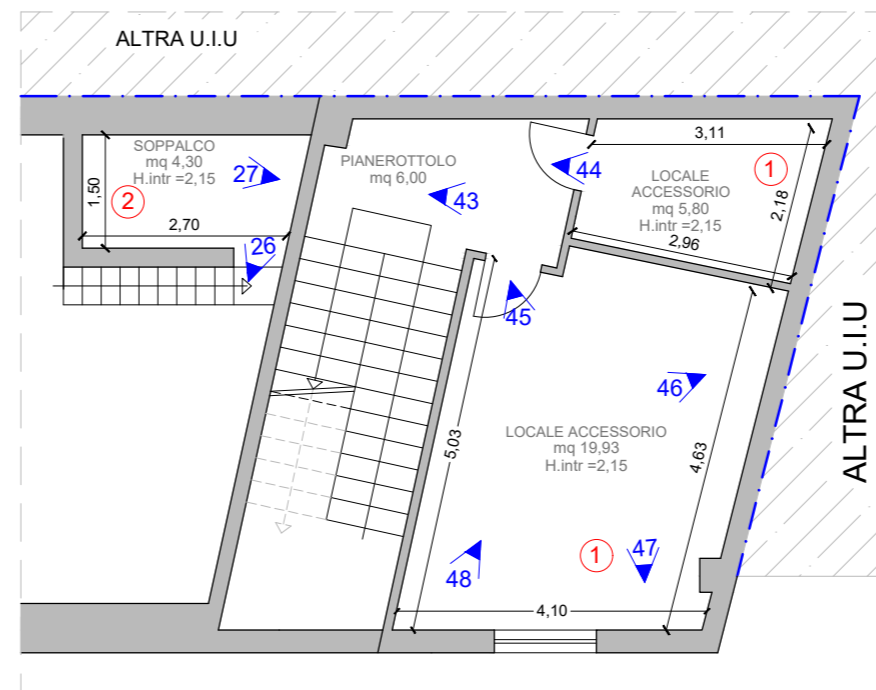 ALTRA U.I.U
SOPPALCO
mq 4,30
H.intr =2,15
27
1,50
2
2,70
26
PIANEROTTOLO
mq 6,00
43
44
3,11
1
LOCALE
ACCESSORIO
mq 5,80
H.intr =2,15
2,18
2,96
45
46
ALTRA U.I.U
LOCALE ACCESSORIO
mq 19,93
H.intr =2,15
5,03
4,63
48
1
47
4,10